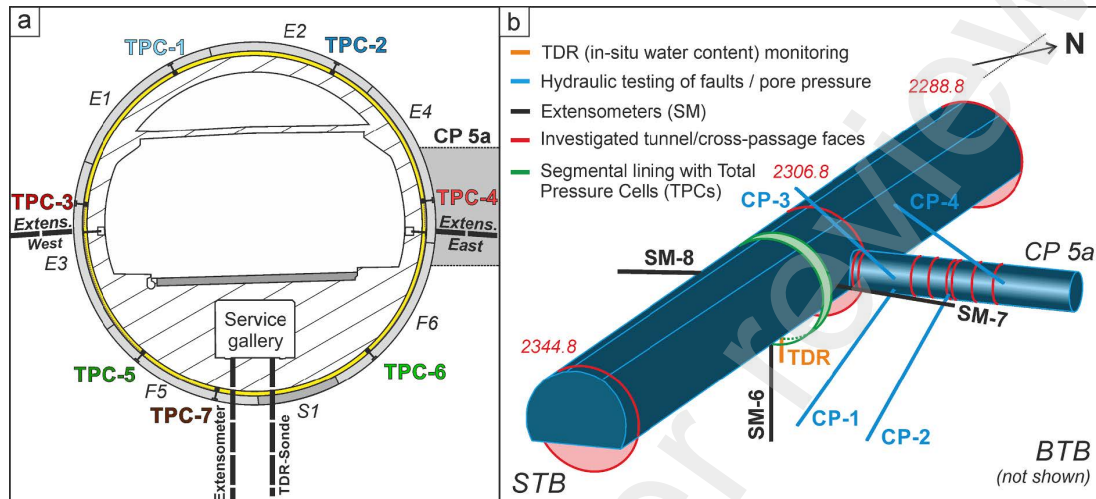 a
TPC-1
E2
TPC-2
E1
E4
CP 5a
TPC-3
TPC-4
Extens.
West
Extens.
East
E3
Service
gallery
F6
TPC-5
TPC-6
F5
TPC-7
S1
Extensometer
TDR-Sonde
b
TDR (in-situ water content) monitoring
Hydraulic testing of faults / pore pressure
Extensometers (SM)
Investigated tunnel/cross-passage faces
Segmental lining with Total
Pressure Cells (TPCs)
N
2288.8
2306.8
CP-3
CP-4
SM-8
CP 5a
SM-7
2344.8
TDR
SM-6
CP-1
CP-2
STB
BTB
(not shown)
er review